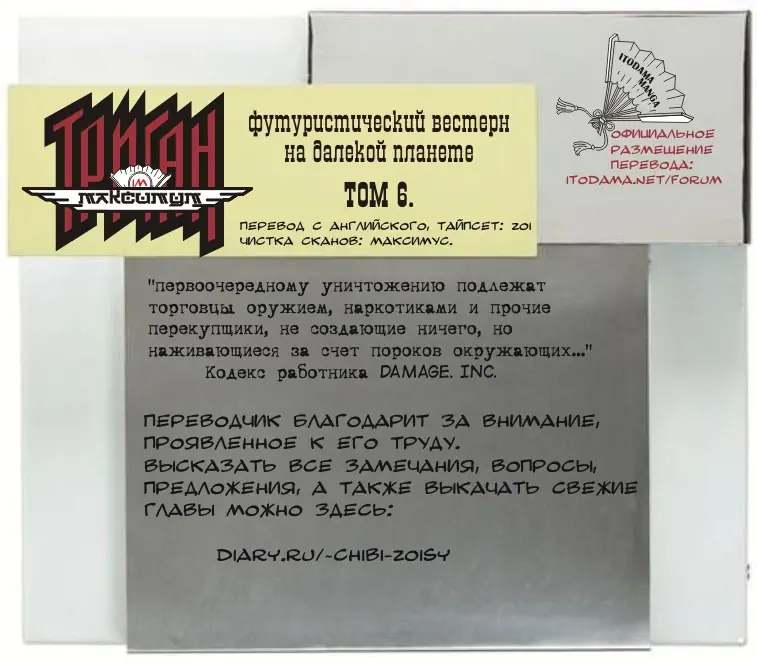 ТРИГАН
МАКСИМУМ
футуристический вестерн
на далекой планете
ТОМ 6.
ПЕРЕВОД С АНГЛИЙСКОГО, ТАЙПСЕТ: ZOI
ЧИСТКА СКАНОВ: МАКСИМУС.
ITODAMA
MANGA
ОФИЦИАЛЬНОЕ
РАЗМЕЩЕНИЕ
ПЕРЕВОДА:
ITODAMA.NET/FORUM
"первоочередному уничтожению подлежат
торговцы оружием, наркотиками и прочие
перекупщики, не создающие ничего, но
наживающиеся за счет пороков окружающих..."
Кодекс работника DAMAGE. INC.
ПЕРЕВОДЧИК БЛАГОДАРИТ ЗА ВНИМАНИЕ,
ПРОЯВЛЕННОЕ К ЕГО ТРУДУ.
ВЫСКАЗАТЬ ВСЕ ЗАМЕЧАНИЯ, ВОПРОСЫ,
ПРЕДЛОЖЕНИЯ, А ТАКЖЕ ВЫКАЧАТЬ СВЕЖИЕ
ГЛАВЫ МОЖНО ЗДЕСЬ:
DIARY.RU/~CHIBI-ZOISY